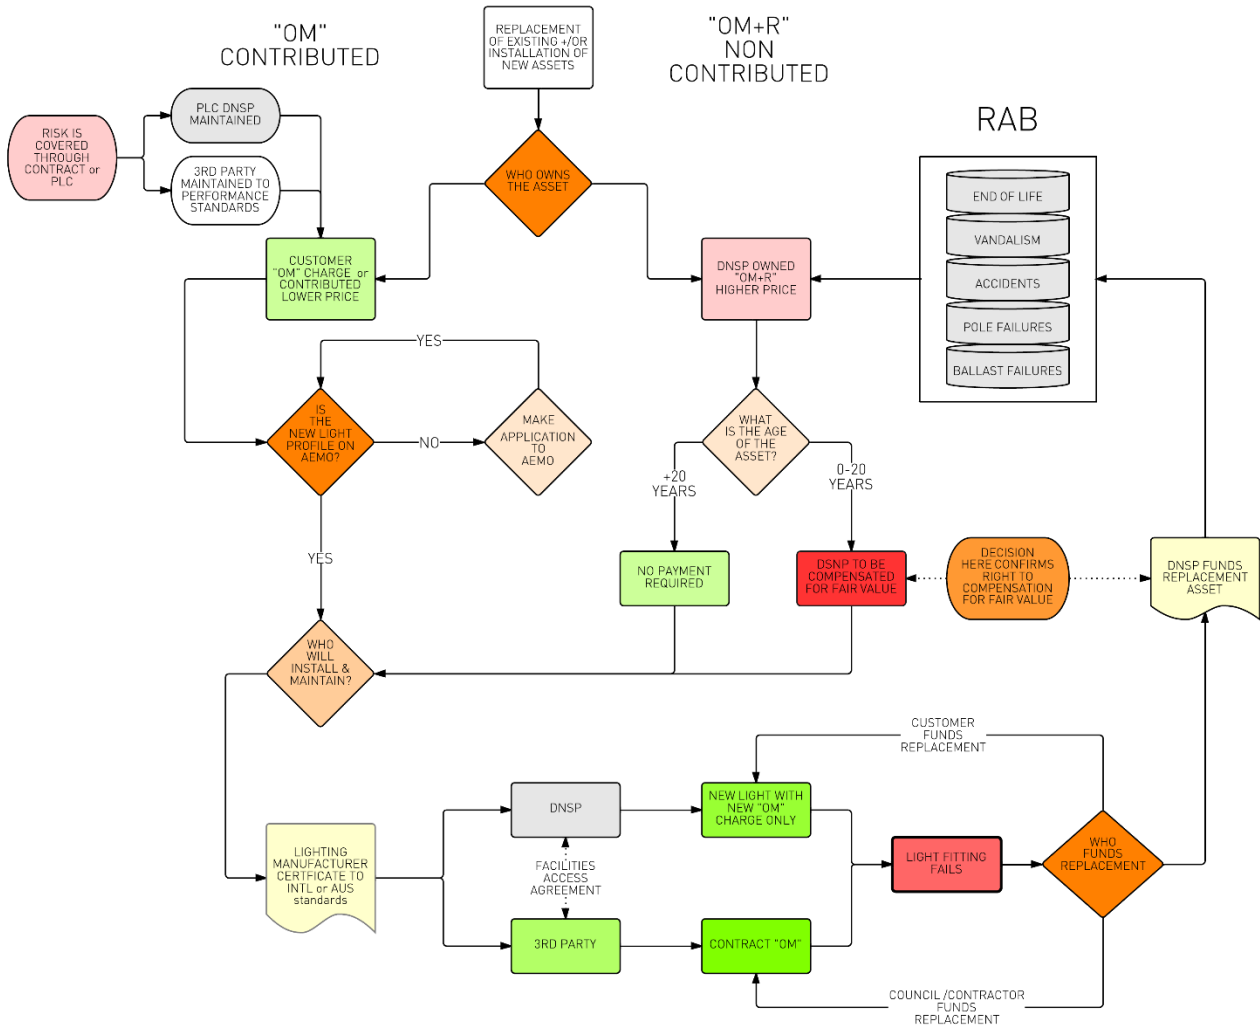 "OM"
CONTRIBUTED
REPLACEMENT
OF EXISTING +/OR
INSTALLATION OF
NEW ASSETS
"OM+R"
NON
CONTRIBUTED
RAB
RISK IS
COVERED
THROUGH
CONTRACT or
PLC
PLC DNSP
MAINTAINED
3RD PARTY
MAINTAINED TO
PERFORMANCE
STANDARDS
WHO OWNS
THE ASSET
CUSTOMER
"OM" CHARGE or
CONTRIBUTED
LOWER PRICE
DNSP OWNED
"OM+R"
HIGHER PRICE
END OF LIFE
VANDALISM
ACCIDENTS
POLE FAILURES
BALLAST FAILURES
YES
IS
THE
NEW LIGHT
PROFILE ON
AEMO?
NO
MAKE
APPLICATION
TO
AEMO
WHAT
IS THE AGE
OF THE
ASSET?
+20
YEARS
0-20
YEARS
YES
NO PAYMENT
REQUIRED
DSNP TO BE
COMPENSATED
FOR FAIR VALUE
DECISION
HERE CONFIRMS
RIGHT TO
COMPENSATION
FOR FAIR VALUE
DNSP FUNDS
REPLACEMENT
ASSET
WHO
WILL
INSTALL &
MAINTAIN?
CUSTOMER
FUNDS
REPLACEMENT
LIGHTING
MANUFACTURER
CERTFICATE TO
INTL or AUS
standards
DNSP
FACILITIES
ACCESS
AGREEMENT
3RD PARTY
NEW LIGHT WITH
NEW "OM"
CHARGE ONLY
CONTRACT "OM"
LIGHT FITTING
FAILS
WHO
FUNDS
REPLACEMENT
COUNCIL /CONTRACTOR
FUNDS
REPLACEMENT